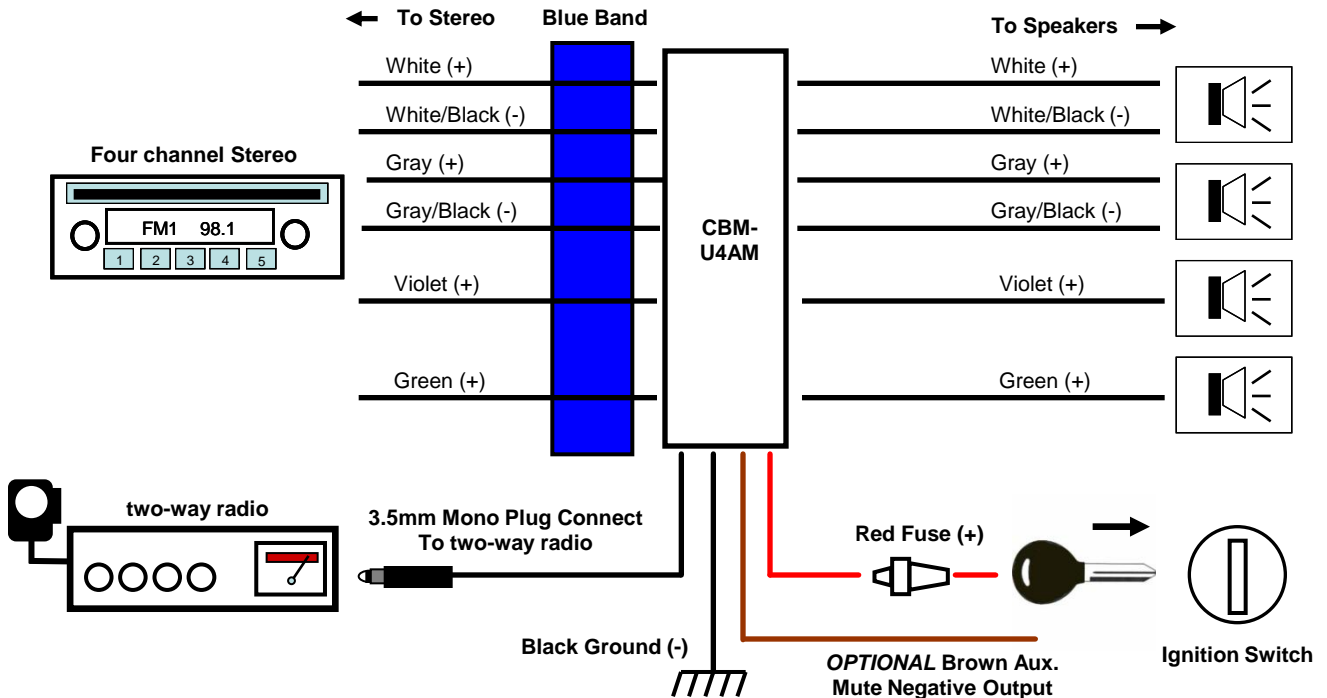 To Stereo
Blue Band
To Speakers
White (+)
White (+)
White/Black (-)
White/Black (-)
Four channel Stereo
Gray (+)
Gray (+)
FM1 98.1
Gray/Black (-)
Gray/Black (-)
CBM-
U4AM
1 2 3 4 5
Violet (+)
Violet (+)
Green (+)
Green (+)
two-way radio
3.5mm Mono Plug Connect
To two-way radio
Red Fuse (+)
Black Ground (-)
OPTIONAL Brown Aux.
Mute Negative Output
Ignition Switch